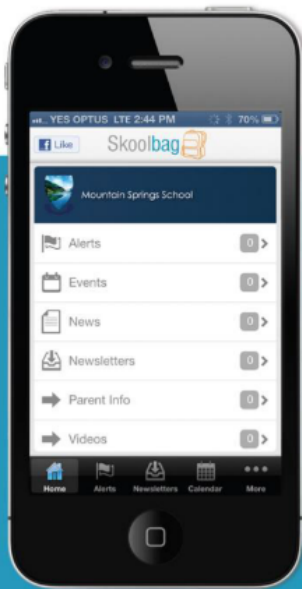 YES OPTUS LTE 2:44 PM 70%
Like Skoolbag
Mountain Springs School
Alerts 0
Events 0
News 0
Newsletters 0
Parent Info 0
Videos 0
Home Alerts Newsletters Calendar More